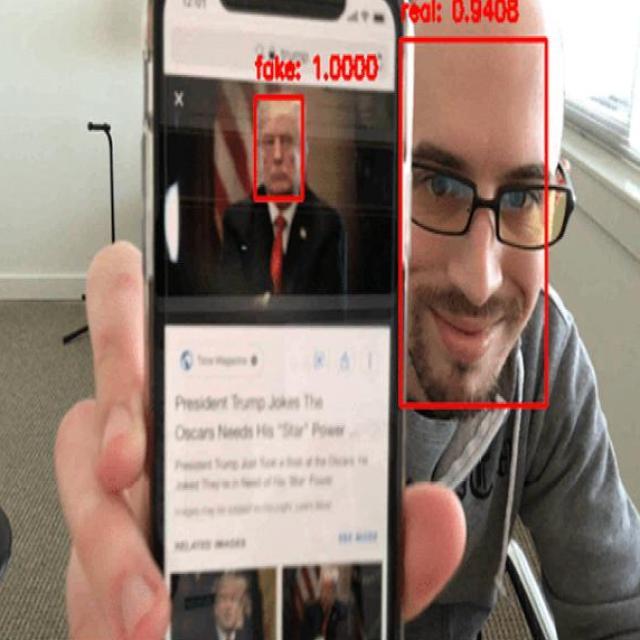 12:01
real: 0.9408
trump
fake: 1.0000
Time Magazine
President Trump Jokes The
Oscars Needs His "Star" Power ...
President Trump Just Took a Shot at the Oscars. He
Joked They're in Need of His 'Star' Power
Images may be subject to copyright. Learn More
RELATED IMAGES
SEE MORE